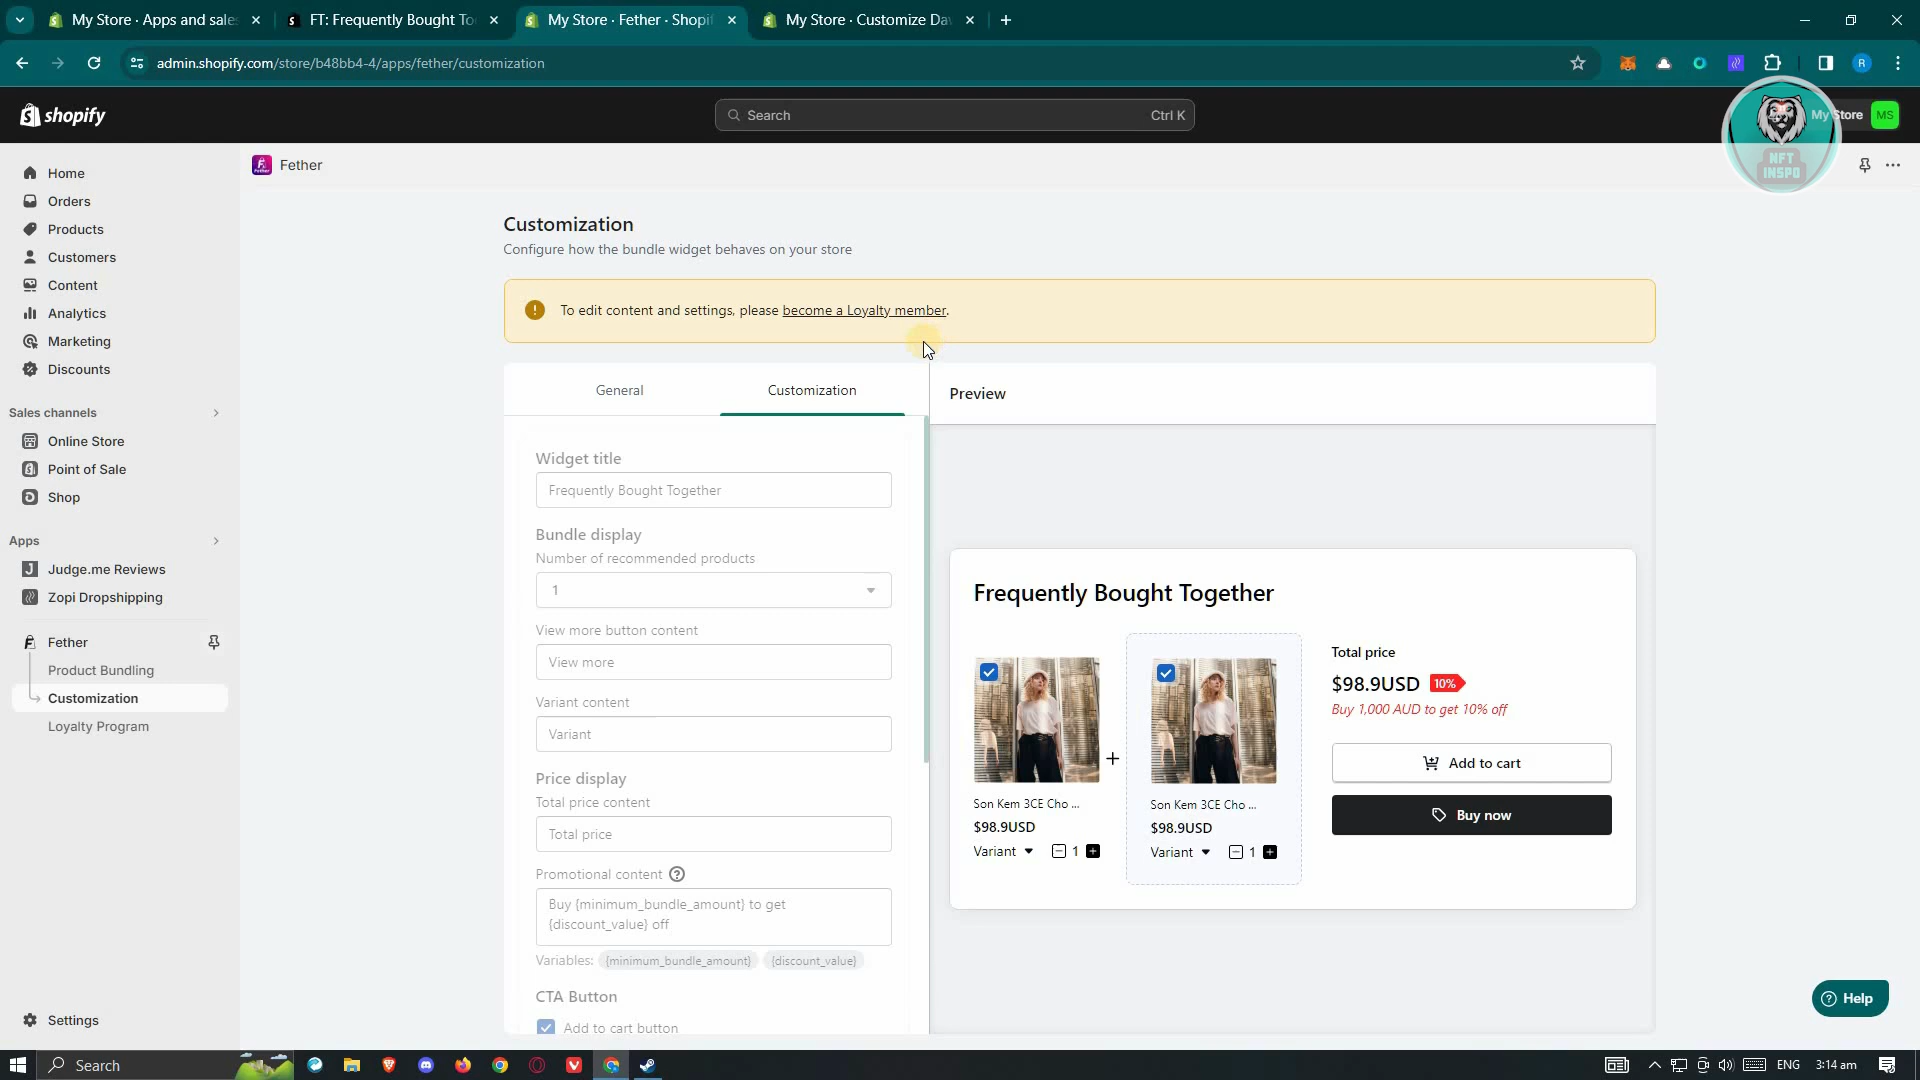 My Store · Apps and sale
FT: Frequently Bought To
My Store · Fether · Shopif
My Store · Customize Da
admin.shopify.com/store/b48bb4-4/apps/fether/customization
R
shopify
Search
Ctrl K
My Store
MS
NFT
INSPO
Home
Orders
Products
Customers
Content
Analytics
Marketing
Discounts
Sales channels
Online Store
Point of Sale
Shop
Apps
Judge.me Reviews
Zopi Dropshipping
Fether
Product Bundling
Customization
Loyalty Program
Settings
Fether
Customization
Configure how the bundle widget behaves on your store
To edit content and settings, please become a Loyalty member.
General
Customization
Widget title
Frequently Bought Together
Bundle display
Number of recommended products
1
View more button content
View more
Variant content
Variant
Price display
Total price content
Total price
Promotional content
Buy {minimum_bundle_amount} to get
{discount_value} off
Variables: {minimum_bundle_amount} {discount_value}
CTA Button
Add to cart button
Preview
Frequently Bought Together
Son Kem 3CE Cho ...
$98.9USD
Variant
1
Son Kem 3CE Cho ...
$98.9USD
Variant
1
Total price
$98.9USD 10%
Buy 1,000 AUD to get 10% off
Add to cart
Buy now
Help
Search
ENG
3:14 am